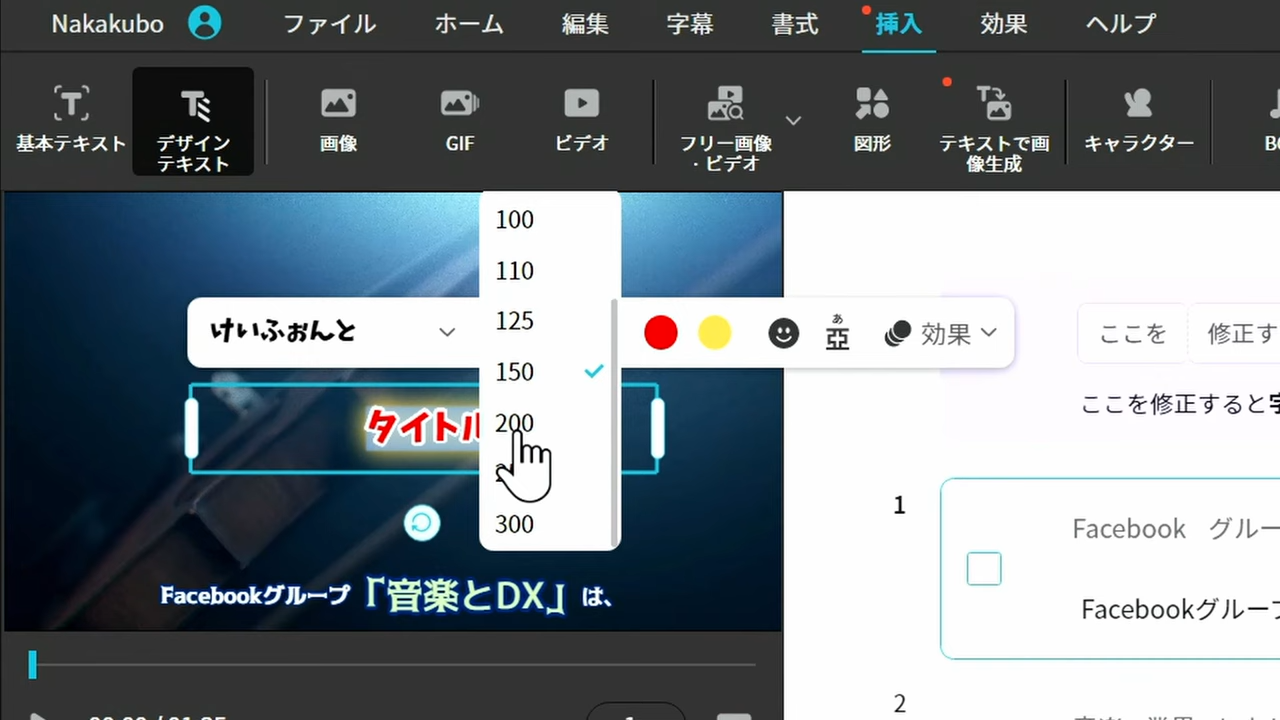 Nakakubo ファイル ホーム 編集 字幕 書式 挿入 効果 ヘルプ
基本テキスト デザイン
テキスト 画像 GIF ビデオ フリー画像
・ビデオ 図形 テキストで画
像生成 キャラクター
100
110
125
けいふぉんと 効果
あ
亞
ここを 修正す
150
ここを修正すると
タイトル
200
300
1
Facebook グルー
Facebookグループ『音楽とDX』は、
Facebookグループ
2